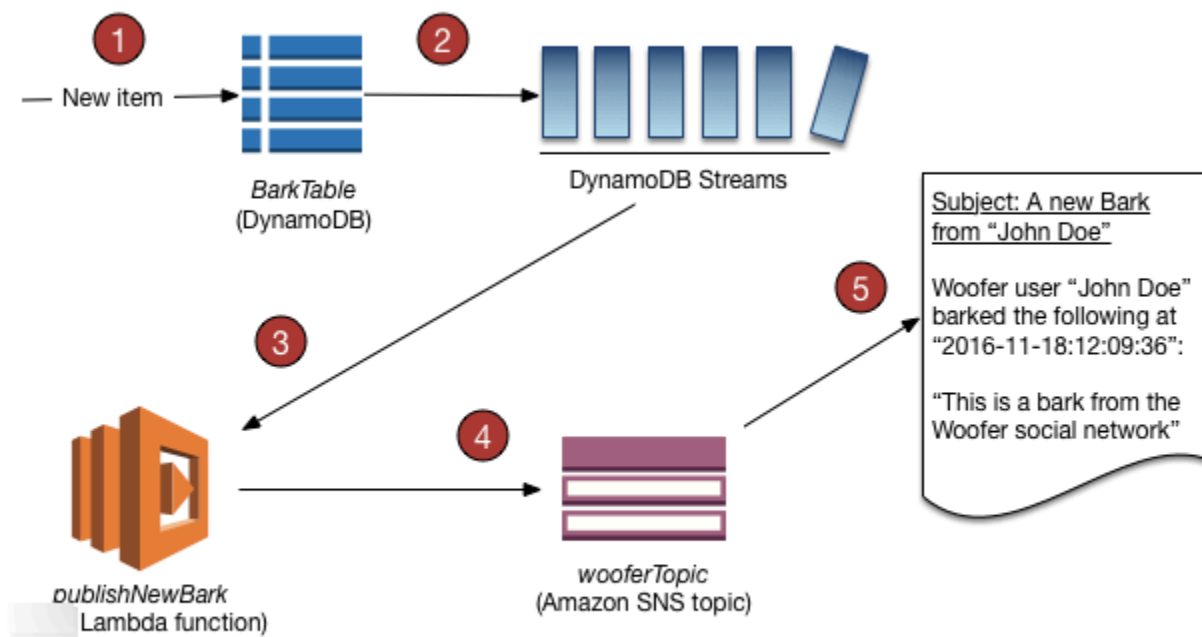 1
2
New item
BarkTable
(DynamoDB)
DynamoDB Streams
3
publishNewBark
Lambda function)
4
wooferTopic
(Amazon SNS topic)
5
Subject: A new Bark
from “John Doe”
Woofer user “John Doe”
barked the following at
“2016-11-18:12:09:36”:
“This is a bark from the
Woofer social network”